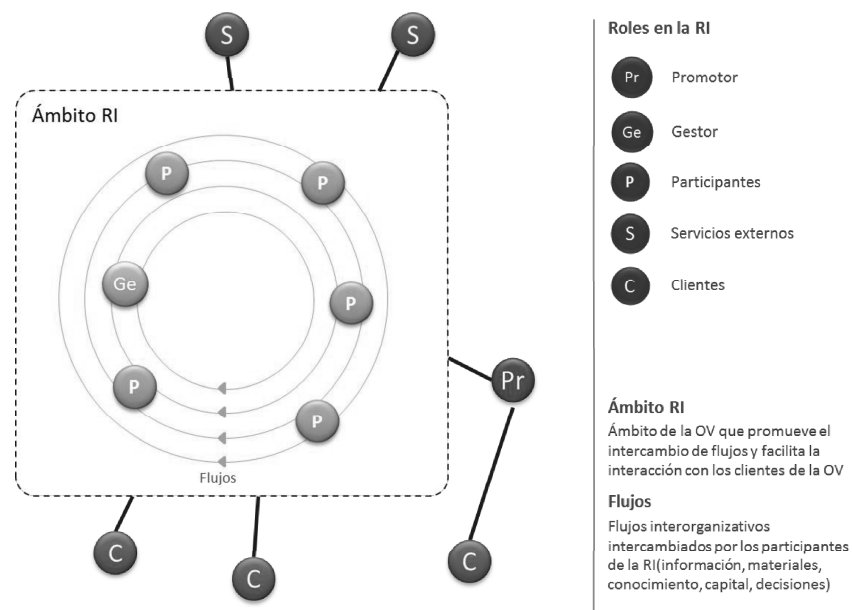 S
S
Ámbito RI
P
P
Ge
P
P
P
Flujos
Pr
C
C
C
Roles en la RI
Pr Promotor
Ge Gestor
P Participantes
S Servicios externos
C Clientes
Ámbito RI
Ámbito de la OV que promueve el
intercambio de flujos y facilita la
interacción con los clientes de la OV
Flujos
Flujos interorganizativos
intercambiados por los participantes
de la RI(información, materiales,
conocimiento, capital, decisiones)